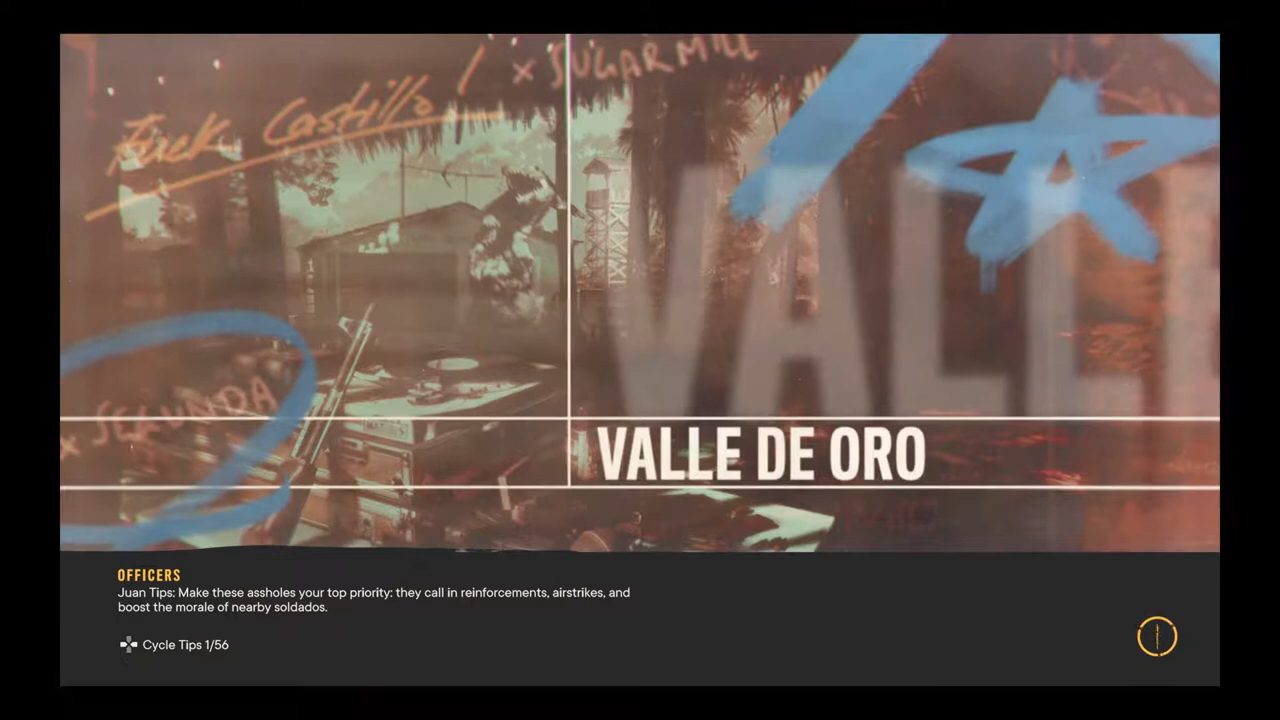 Fuck Castillo!
x SUGARMILL
VALLE
x SEGUNDA
VALLE DE ORO
OFFICERS
Juan Tips: Make these assholes your top priority: they call in reinforcements, airstrikes, and
boost the morale of nearby soldados.
Cycle Tips 1/56